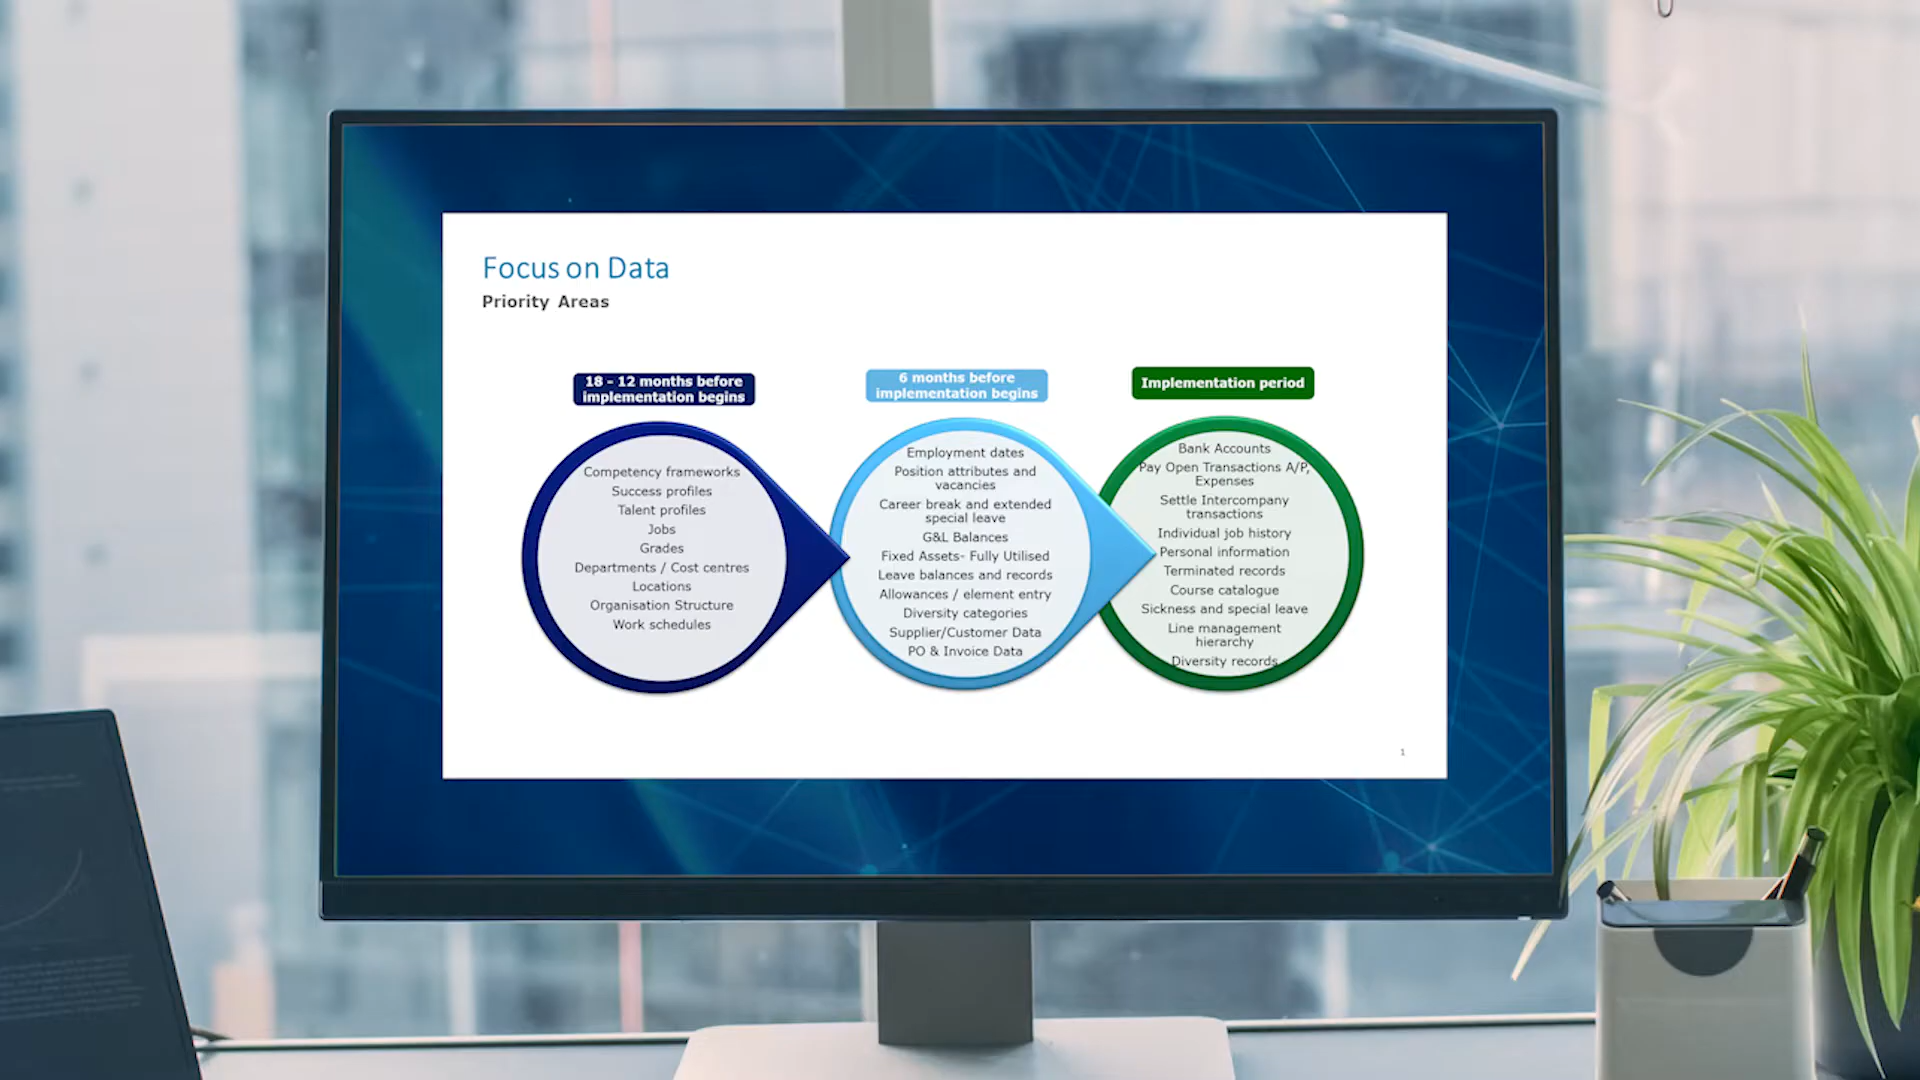 Focus on Data
Priority Areas
18 - 12 months before
implementation begins
Competency frameworks
Success profiles
Talent profiles
Jobs
Grades
Departments / Cost centres
Locations
Organisation Structure
Work schedules
6 months before
implementation begins
Employment dates
Position attributes and
vacancies
Career break and extended
special leave
G&L Balances
Fixed Assets- Fully Utilised
Leave balances and records
Allowances / element entry
Diversity categories
Supplier/Customer Data
PO & Invoice Data
Implementation period
Bank Accounts
Pay Open Transactions A/P,
Expenses
Settle Intercompany
transactions
Individual job history
Personal information
Terminated records
Course catalogue
Sickness and special leave
Line management
hierarchy
Diversity records
1